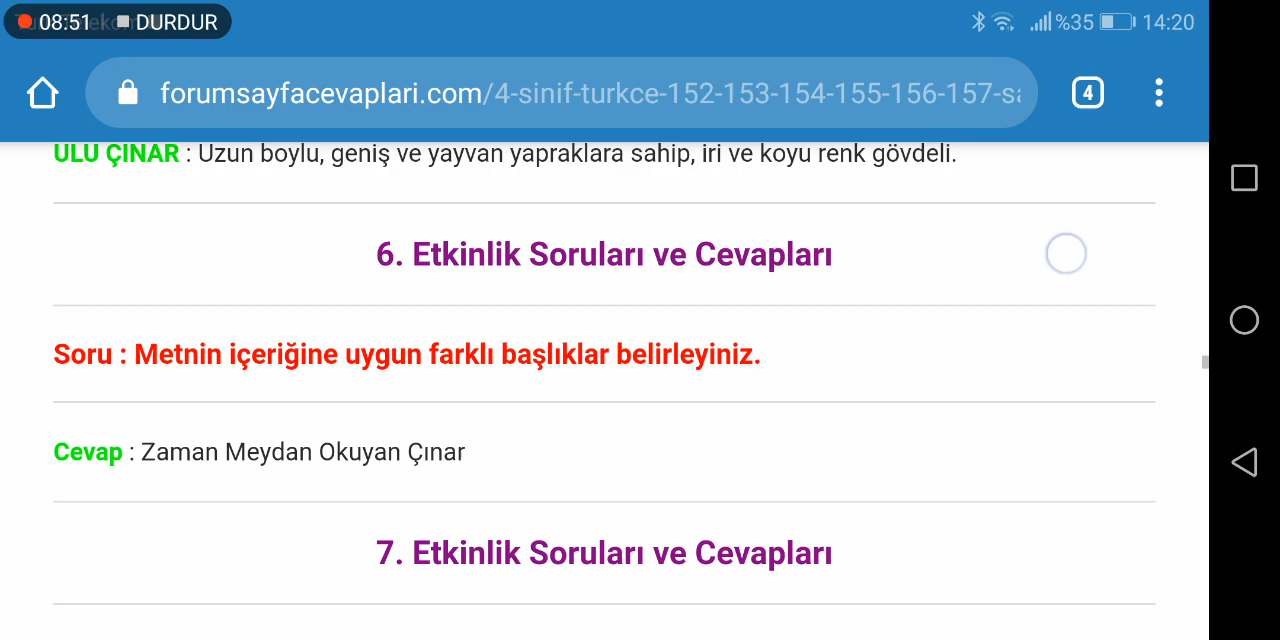 08:51 DURDUR %35 14:20
forumsayfacevaplari.com/4-sinif-turkce-152-153-154-155-156-157-sa 4
ULU ÇINAR : Uzun boylu, geniş ve yayvan yapraklara sahip, iri ve koyu renk gövdeli.
6. Etkinlik Soruları ve Cevapları
Soru : Metnin içeriğine uygun farklı başlıklar belirleyiniz.
Cevap : Zaman Meydan Okuyan Çınar
7. Etkinlik Soruları ve Cevapları